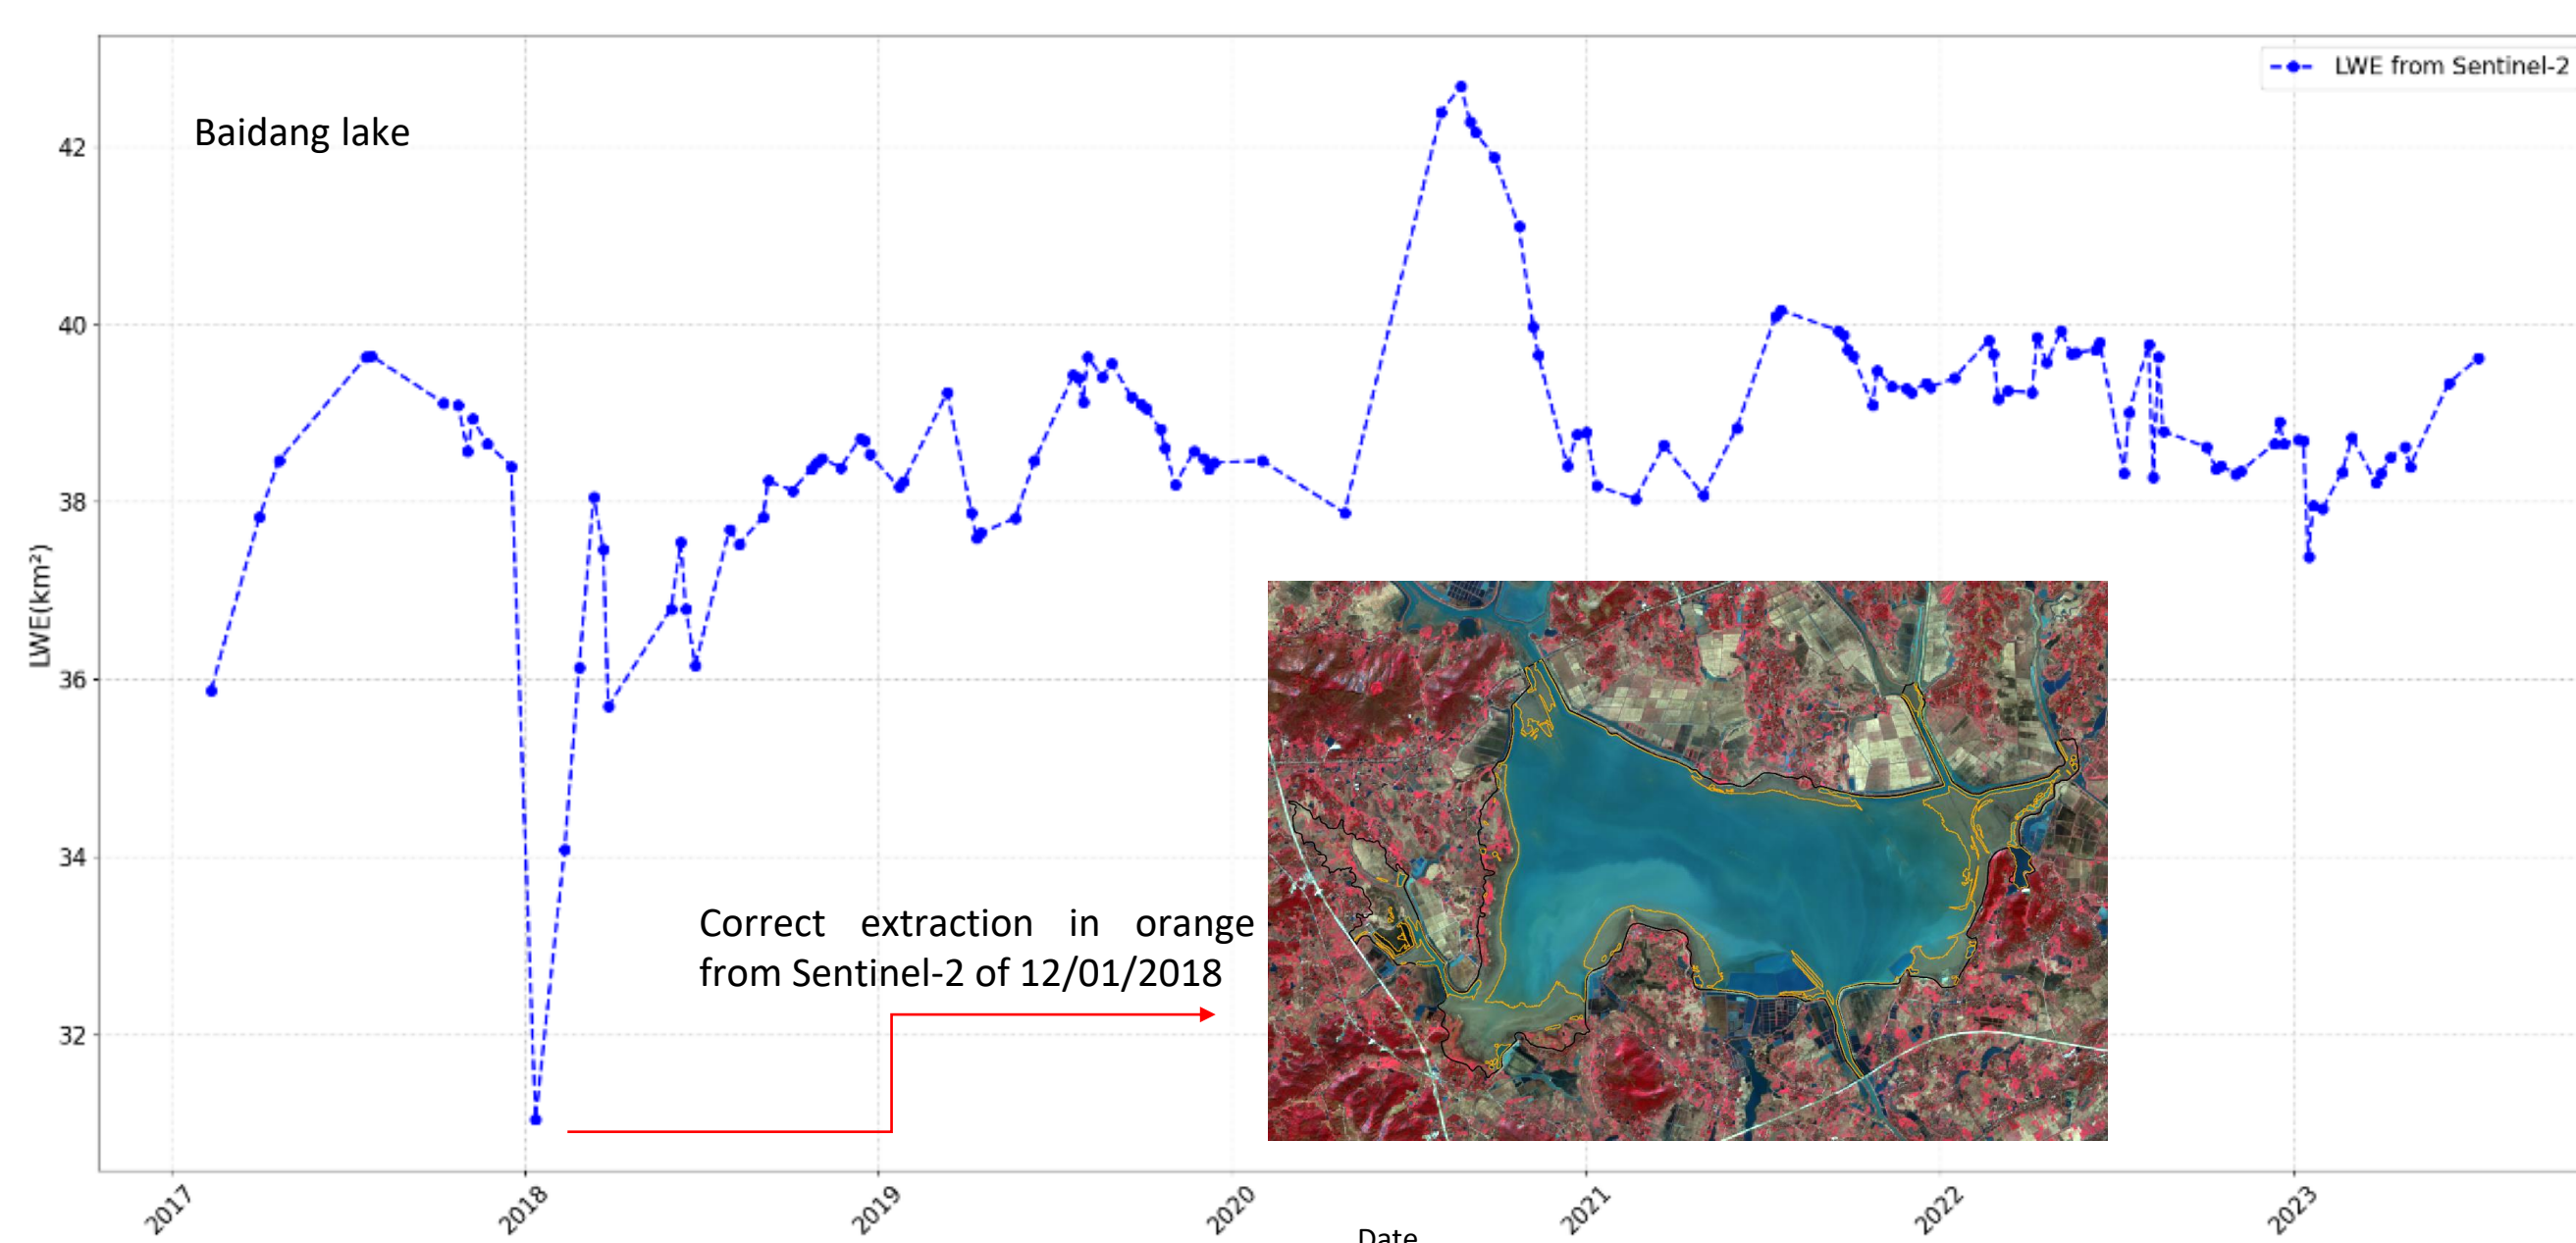 LWE from Sentinel-2
Baidang lake
42
40
38
36
34
32
LWE(km²)
Correct extraction in orange
from Sentinel-2 of 12/01/2018
2017
2018
2019
2020
2021
2022
2023
Date